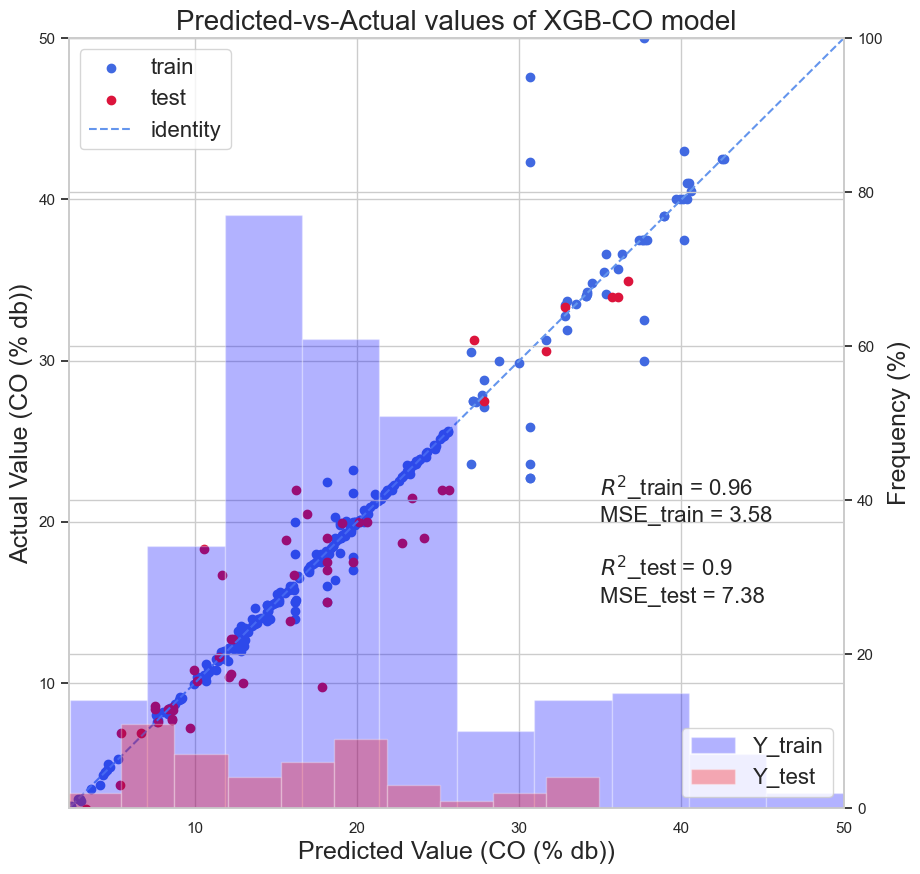 Predicted-vs-Actual values of XGB-CO model
train
test
identity
50
40
30
20
10
Actual Value (CO (% db))
100
80
60
40
20
0
Frequency (%)
R²_train = 0.96
MSE_train = 3.58
R²_test = 0.9
MSE_test = 7.38
Y_train
Y_test
10 20 30 40 50
Predicted Value (CO (% db))